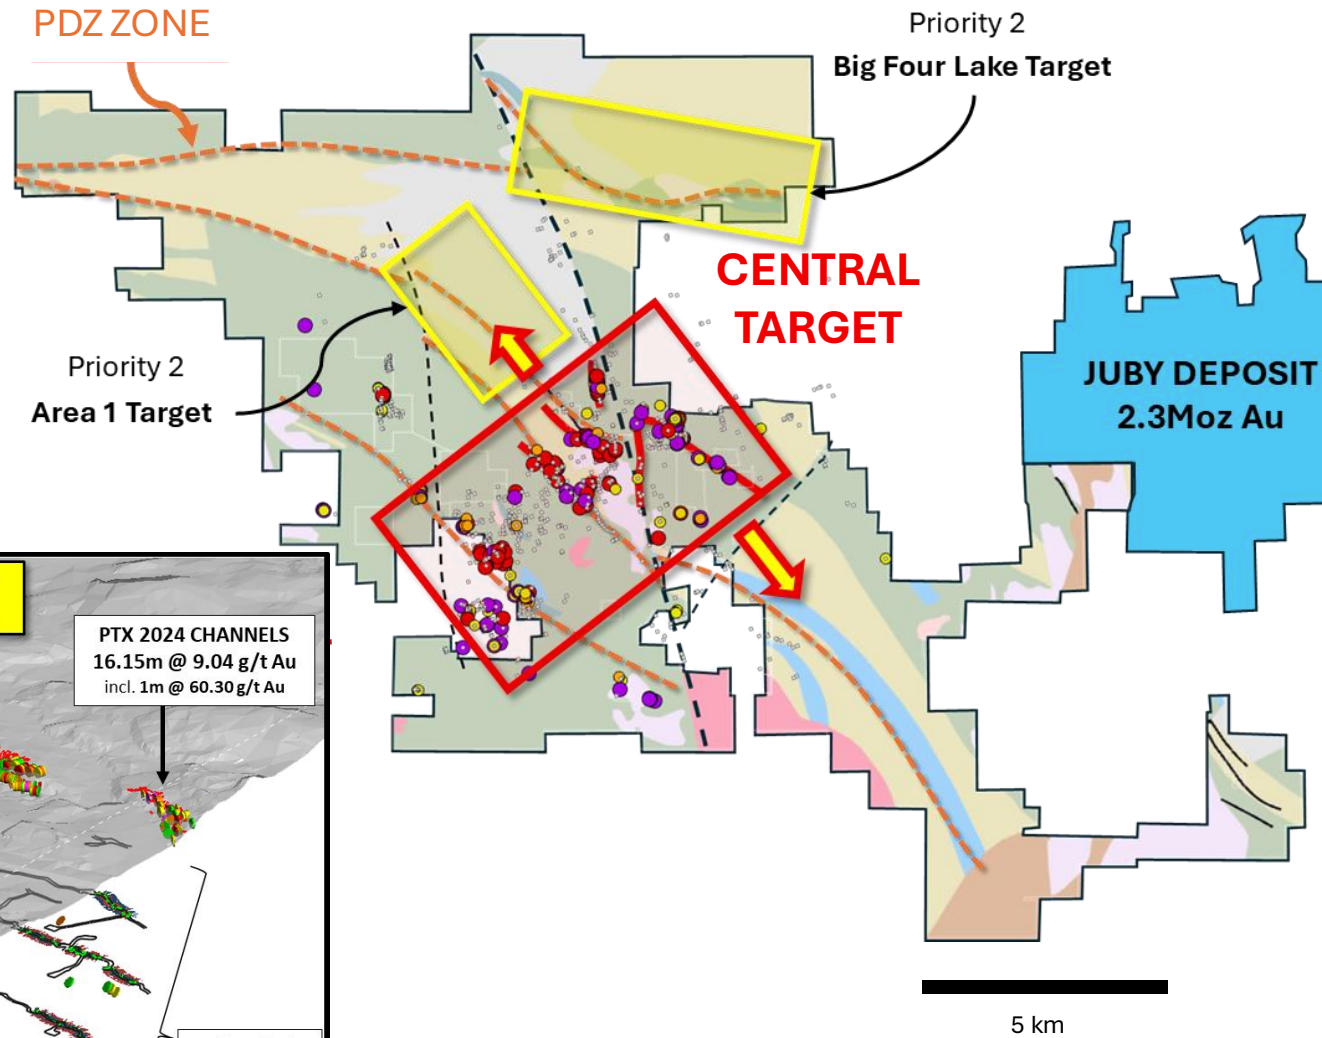 PDZ ZONE
Priority 2
Big Four Lake Target
CENTRAL
TARGET
Priority 2
Area 1 Target
JUBY DEPOSIT
2.3Moz Au
PTX 2024 CHANNELS
16.15m @ 9.04 g/t Au
incl. 1m @ 60.30 g/t Au
5 km